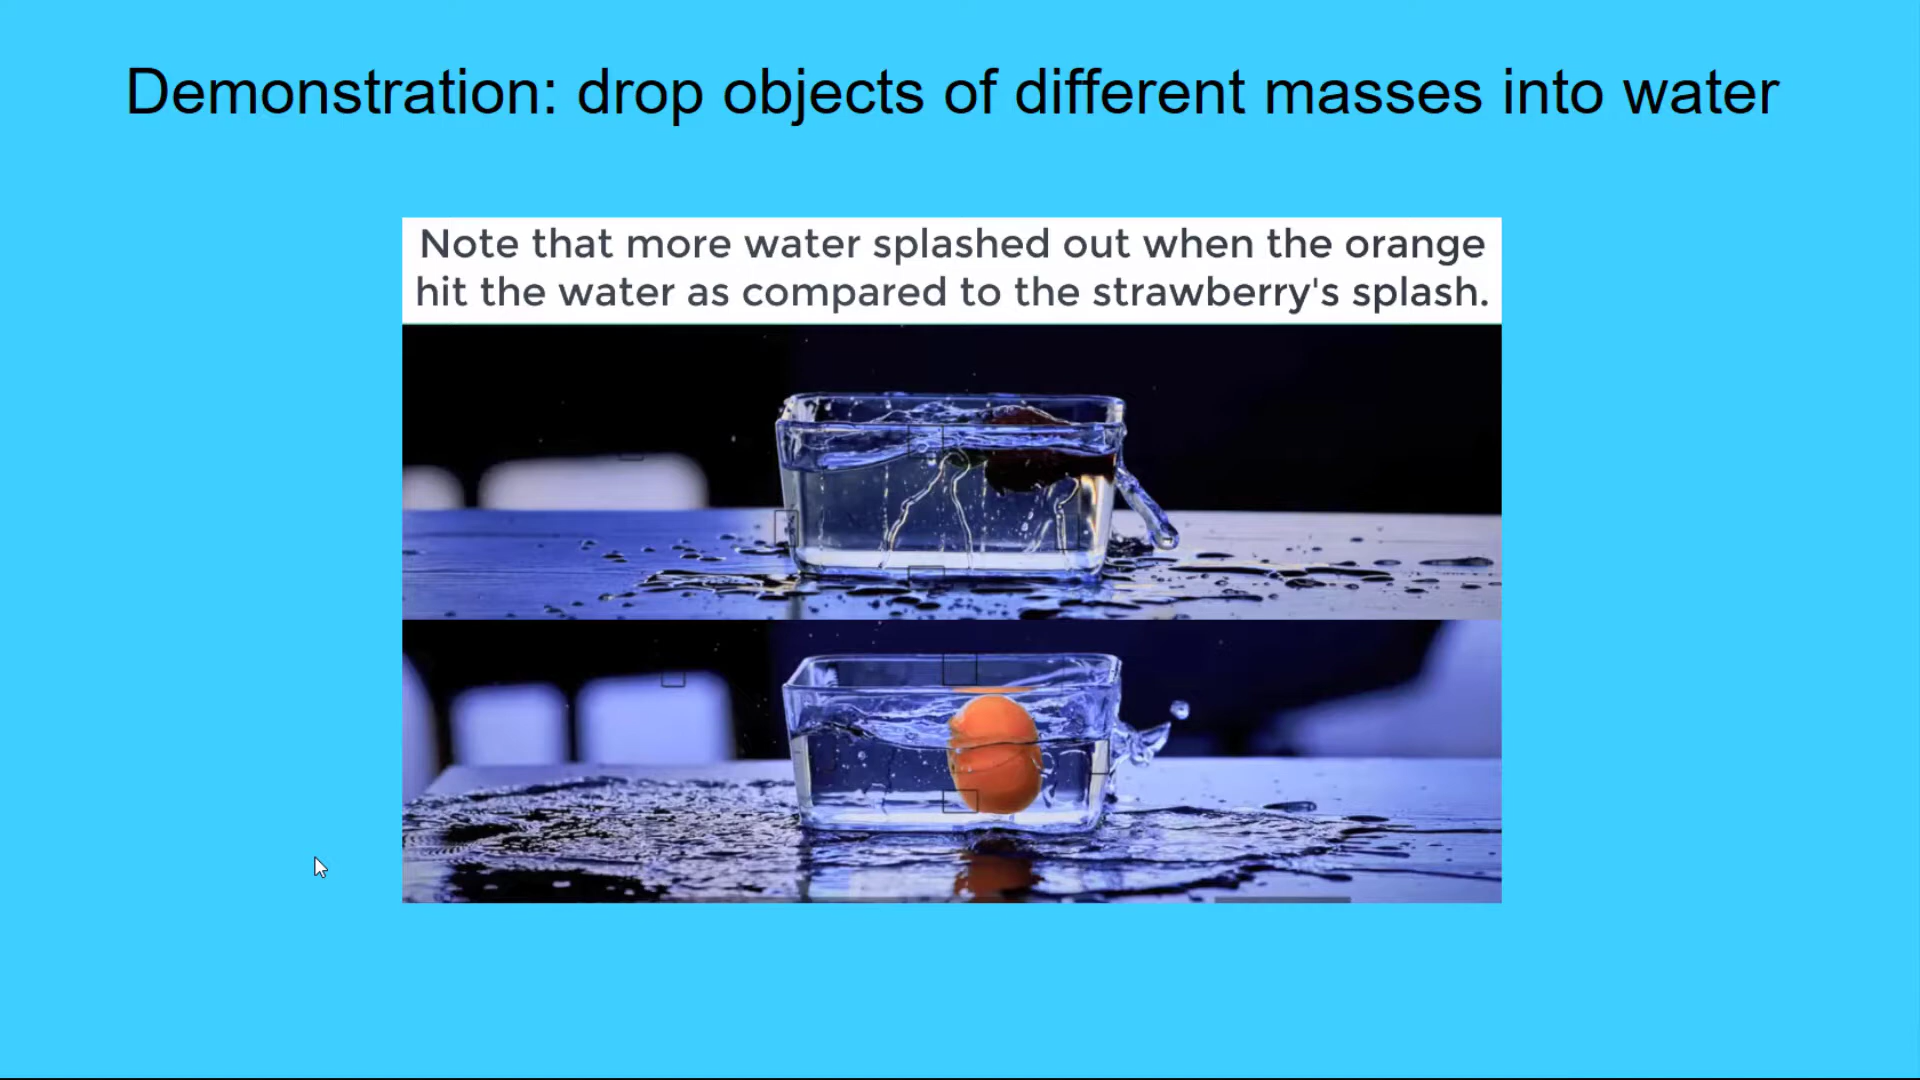 Demonstration: drop objects of different masses into water
Note that more water splashed out when the orange
hit the water as compared to the strawberry's splash.